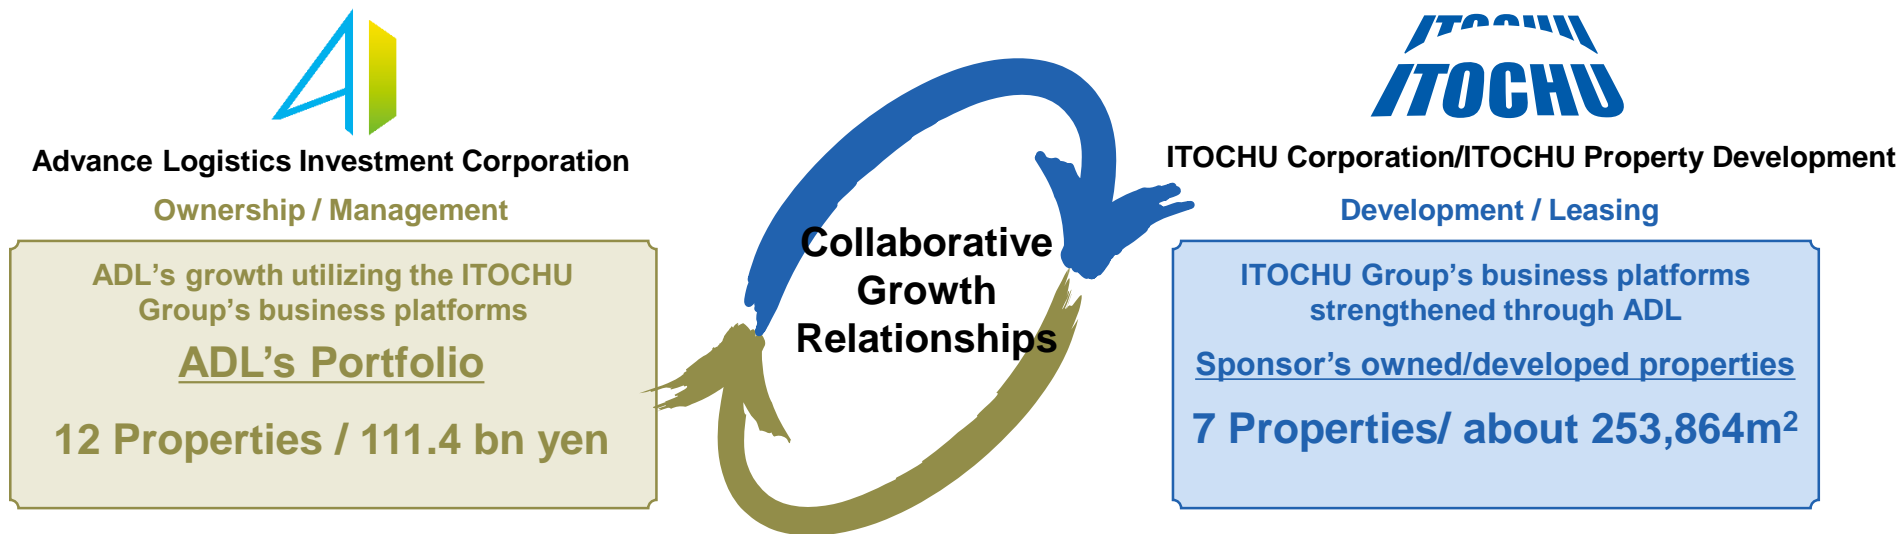 Advance Logistics Investment Corporation
Ownership / Management
ADL’s growth utilizing the ITOCHU
Group’s business platforms
ADL’s Portfolio
12 Properties / 111.4 bn yen
Collaborative
Growth
Relationships
ITOCHU
ITOCHU
ITOCHU Corporation/ITOCHU Property Development
Development / Leasing
ITOCHU Group’s business platforms
strengthened through ADL
Sponsor’s owned/developed properties
7 Properties/ about 253,864m²